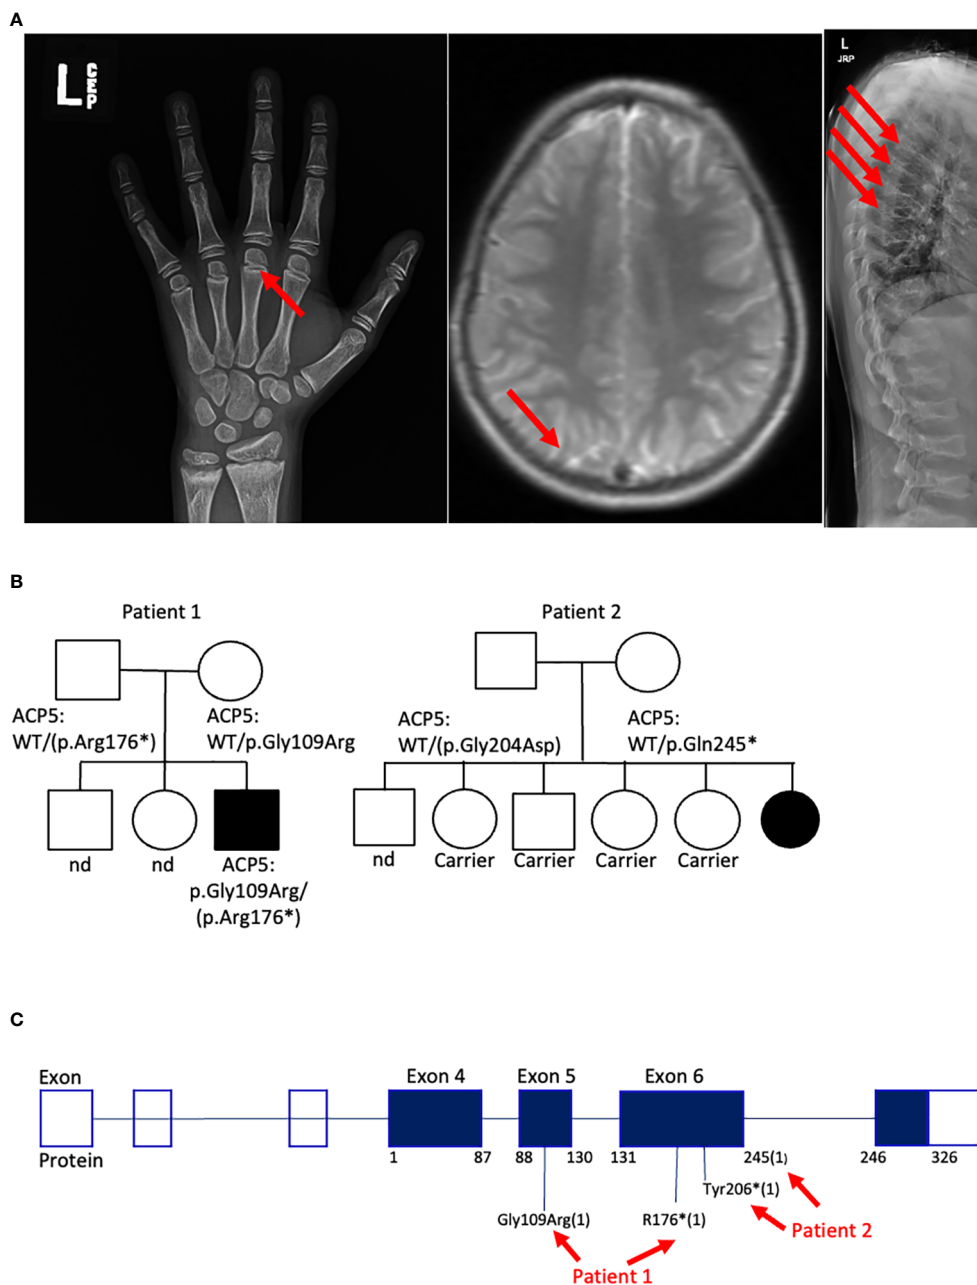 A
L
GEP
L
JRP
B
Patient 1
Patient 2
ACP5:
WT/(p.Arg176*)
ACP5:
WT/p.Gly109Arg
ACP5:
WT/(p.Gly204Asp)
ACP5:
WT/p.Gln245*
nd
nd
ACP5:
p.Gly109Arg/
(p.Arg176*)
nd
Carrier
Carrier
Carrier
Carrier
C
Exon
Exon 4
Exon 5
Exon 6
Protein
1
87
88
130
131
245(1)
246
326
Tyr206*(1)
Gly109Arg(1)
R176*(1)
Patient 2
Patient 1